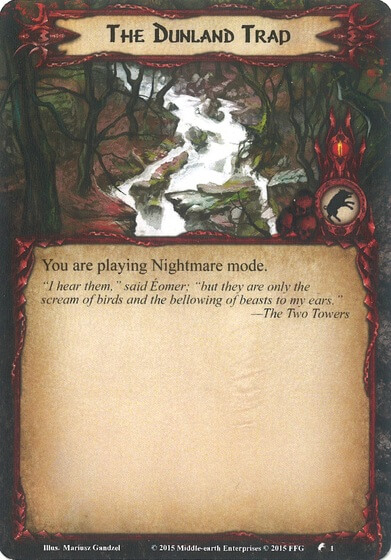 The Dunland Trap
You are playing Nightmare mode.
"I hear them," said Éomer; "but they are only the
scream of birds and the bellowing of beasts to my ears."
—The Two Towers
Illus. Mariusz Gandzel © 2015 Middle-earth Enterprises © 2015 FFG 1